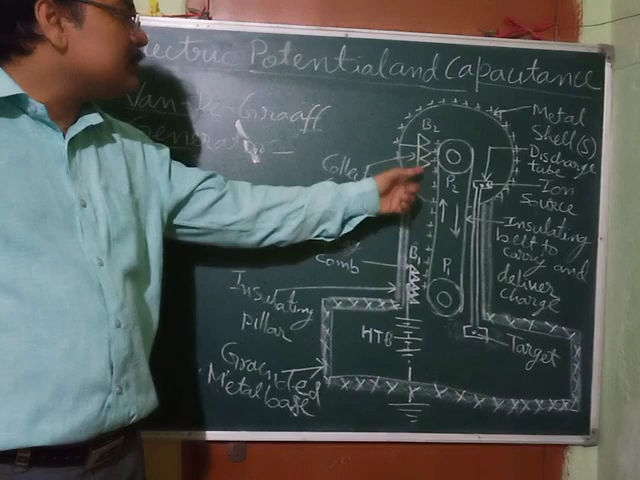 Electric Potential and Capacitance
Van-De-Graaff
Generator
Metal
Shell(S)
Discharge
tube
Ion
Source
Insulating
belt to
carry and
deliver
charge
Target
B2
P2
P1
B1
Comb
Insulating
pillar
HTB
Grounded
Metal base